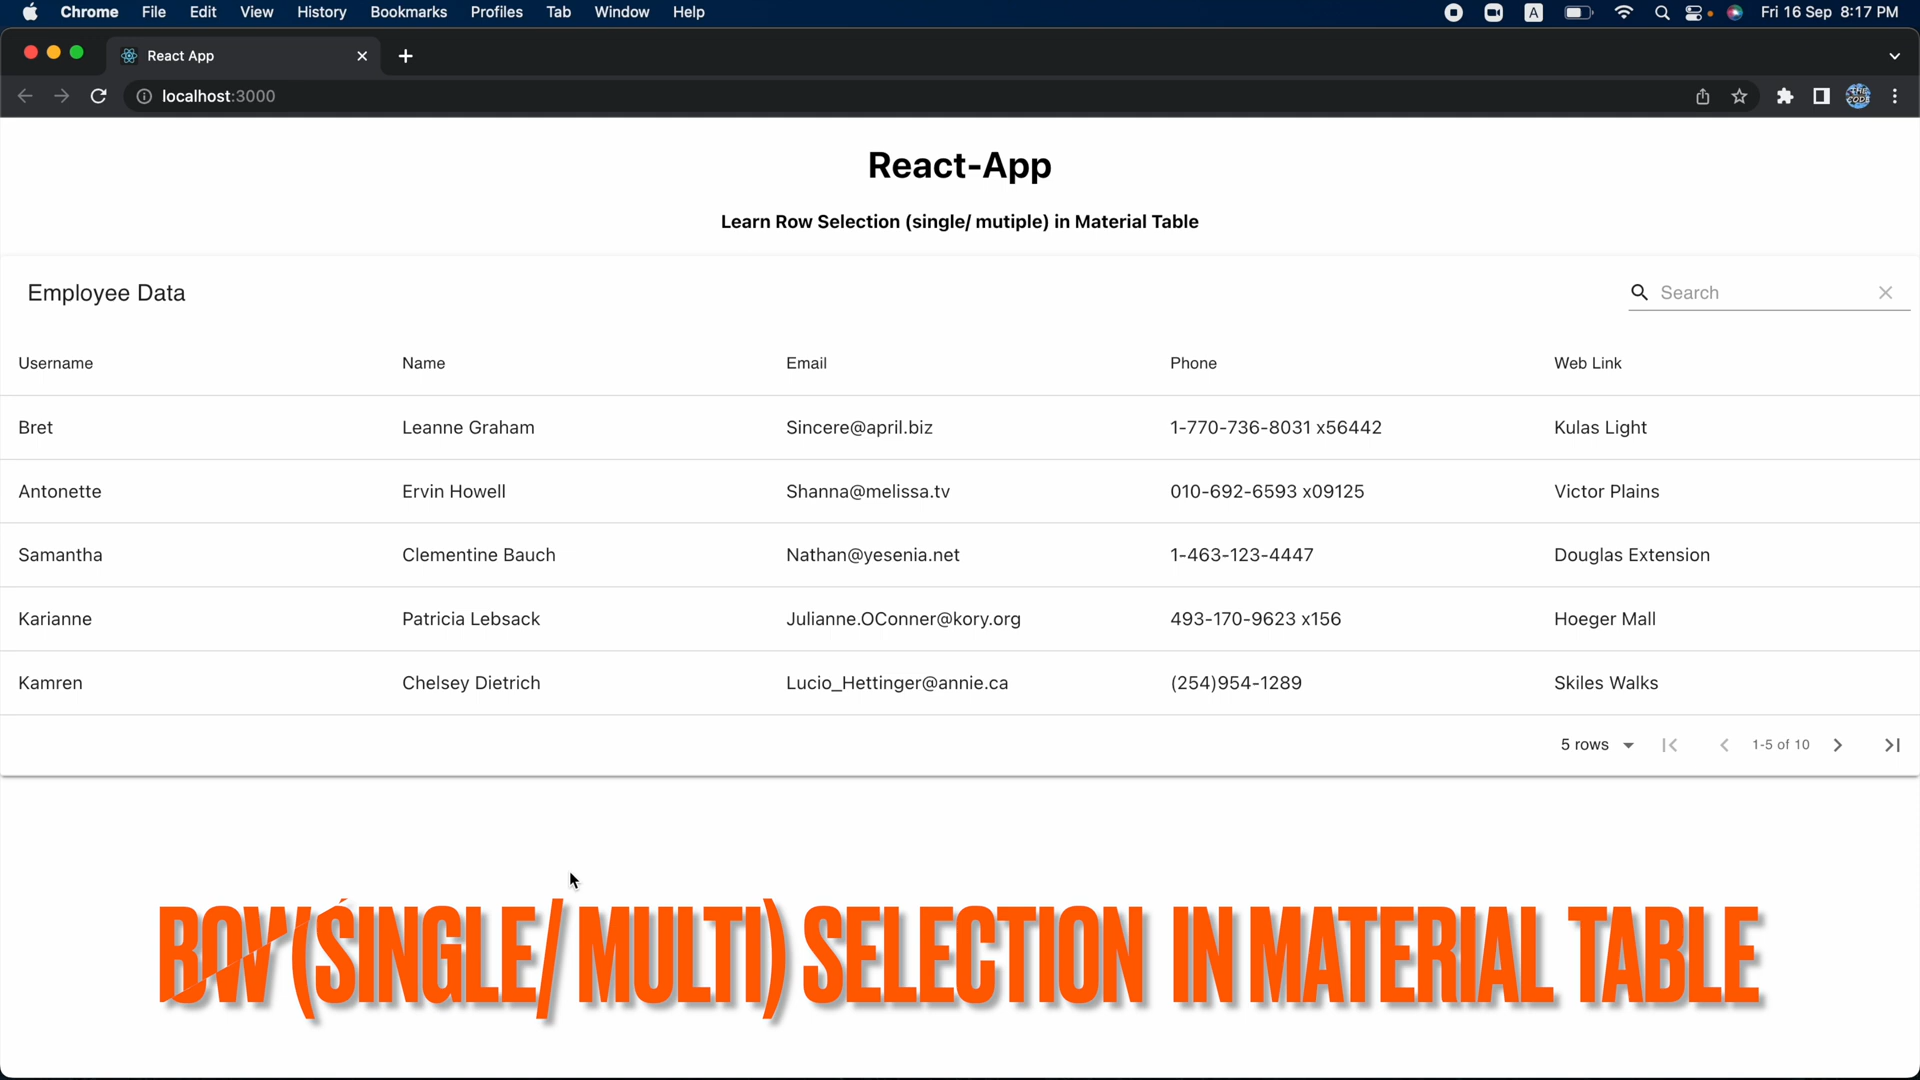 Chrome File Edit View History Bookmarks Profiles Tab Window Help A Fri 16 Sep 8:17 PM
React App
localhost:3000
React-App
Learn Row Selection (single/ mutiple) in Material Table
Employee Data Search
Username Name Email Phone Web Link
Bret Leanne Graham Sincere@april.biz 1-770-736-8031 x56442 Kulas Light
Antonette Ervin Howell Shanna@melissa.tv 010-692-6593 x09125 Victor Plains
Samantha Clementine Bauch Nathan@yesenia.net 1-463-123-4447 Douglas Extension
Karianne Patricia Lebsack Julianne.OConner@kory.org 493-170-9623 x156 Hoeger Mall
Kamren Chelsey Dietrich Lucio_Hettinger@annie.ca (254)954-1289 Skiles Walks
5 rows 1-5 of 10
ROW (SINGLE/ MULTI) SELECTION IN MATERIAL TABLE